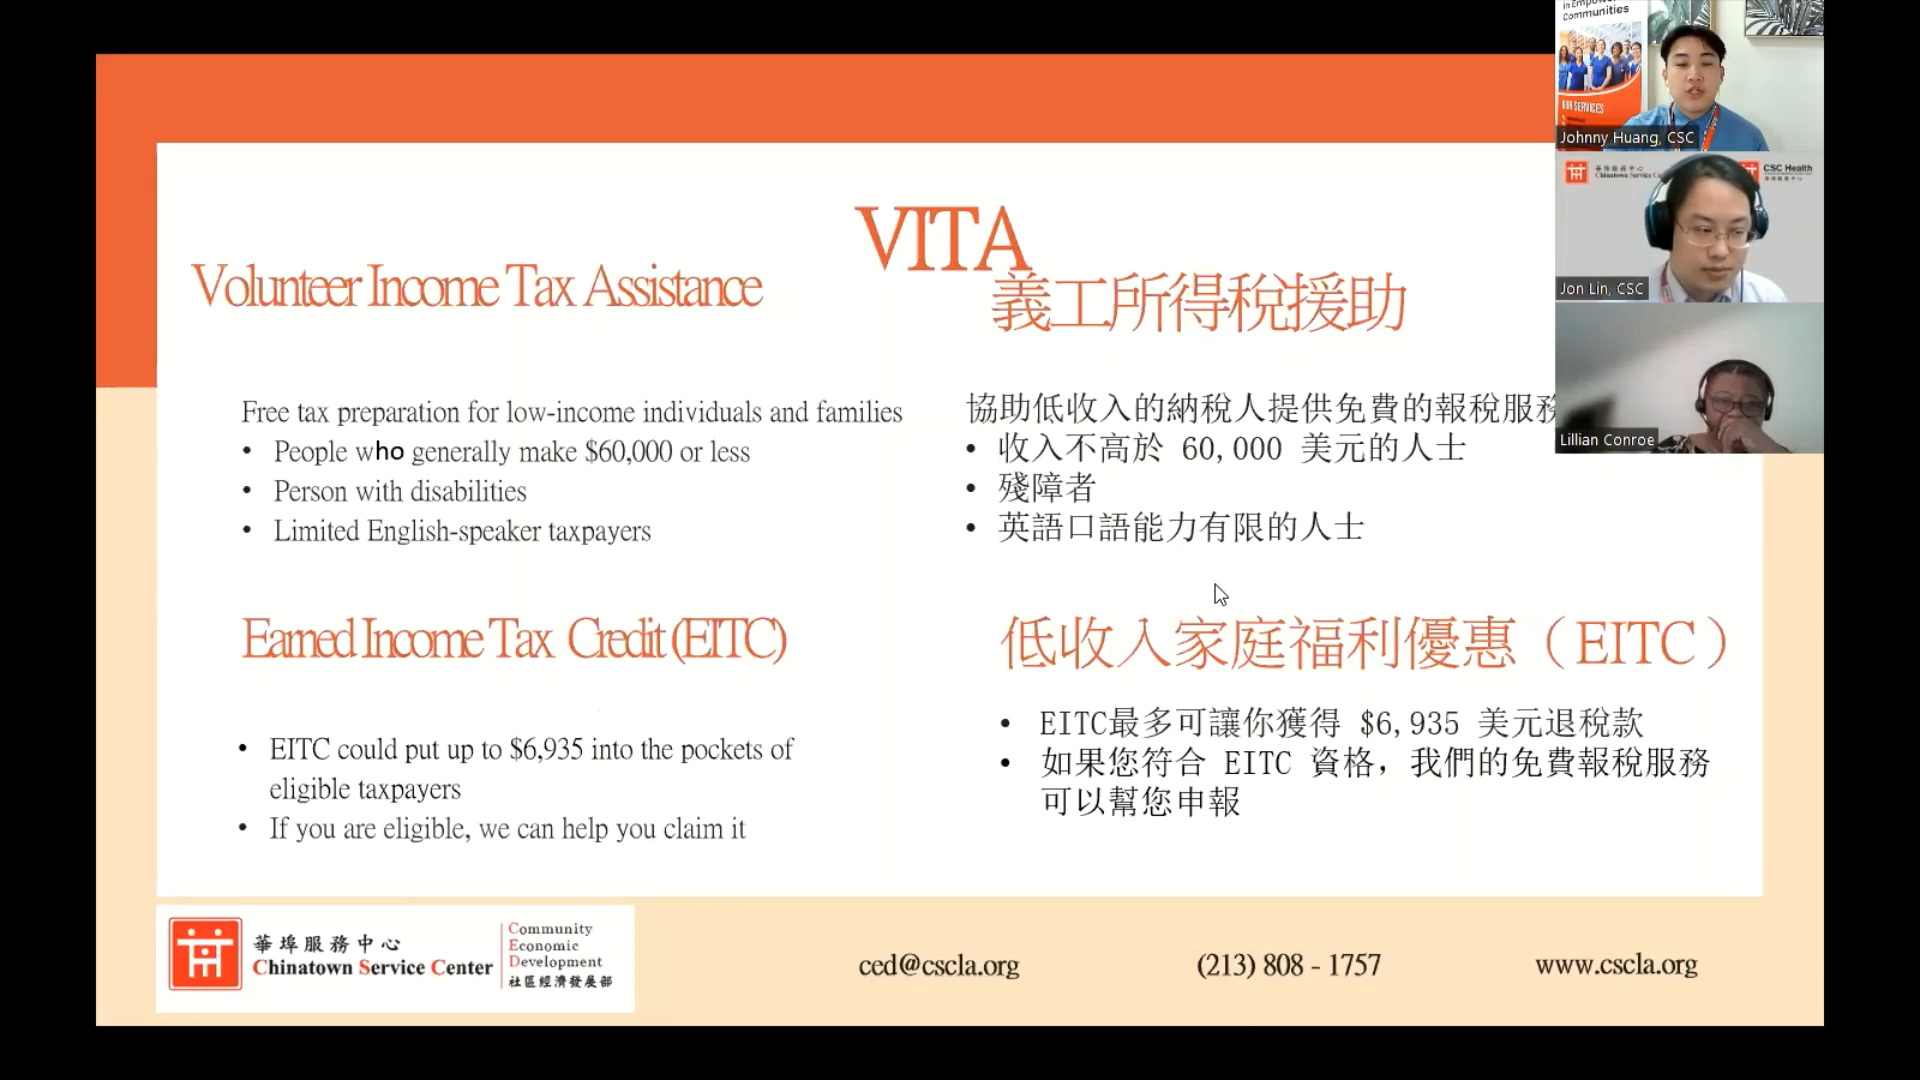 VITA
Volunteer Income Tax Assistance
義工所得稅援助
Free tax preparation for low-income individuals and families
• People who generally make $60,000 or less
• Person with disabilities
• Limited English-speaker taxpayers
協助低收入的納稅人提供免費的報稅服務
• 收入不高於 60,000 美元的人士
• 殘障者
• 英語口語能力有限的人士
Earned Income Tax Credit (EITC)
• EITC could put up to $6,935 into the pockets of
eligible taxpayers
• If you are eligible, we can help you claim it
低收入家庭福利優惠（EITC）
• EITC最多可讓你獲得 $6,935 美元退稅款
• 如果您符合 EITC 資格，我們的免費報稅服務
可以幫您申報
華埠服務中心
Chinatown Service Center
Community
Economic
Development
社區經濟發展部
ced@cscla.org
(213) 808 - 1757
www.cscla.org
Communities
OUR SERVICES
Johnny Huang, CSC
華埠服務中心
CSC Health
Jon Lin, CSC
Lillian Conroe